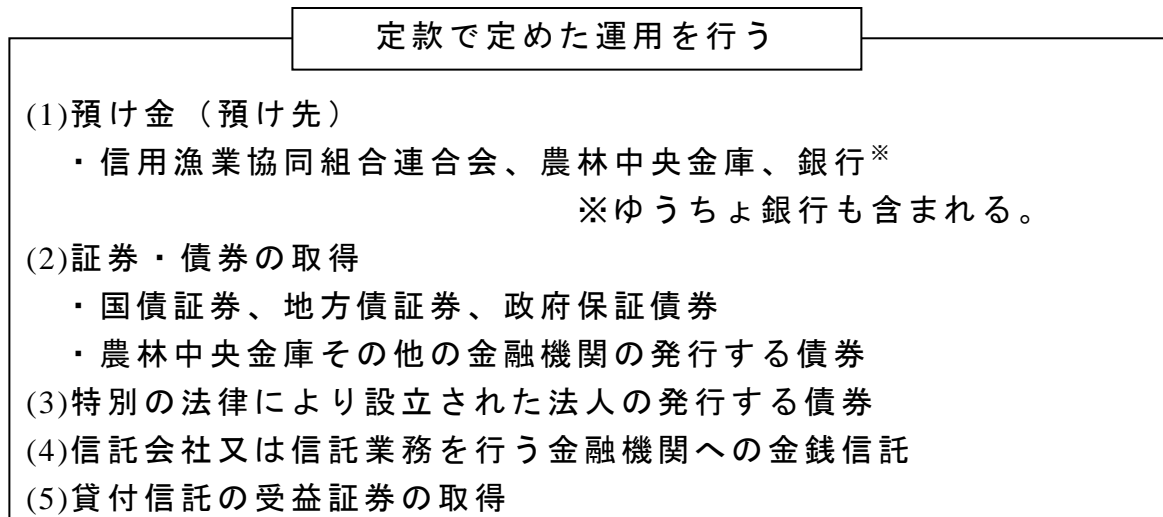 定款で定めた運用を行う
(1)預け金（預け先）
・信用漁業協同組合連合会、農林中央金庫、銀行※
※ゆうちょ銀行も含まれる。
(2)証券・債券の取得
・国債証券、地方債証券、政府保証債券
・農林中央金庫その他の金融機関の発行する債券
(3)特別の法律により設立された法人の発行する債券
(4)信託会社又は信託業務を行う金融機関への金銭信託
(5)貸付信託の受益証券の取得